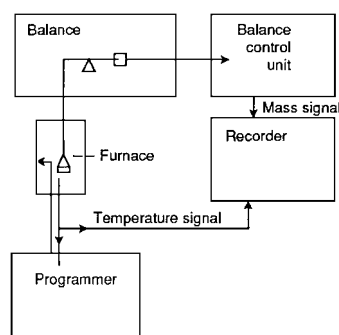 Balance
Balance
control
unit
Mass signal
Recorder
Furnace
Temperature signal
Programmer